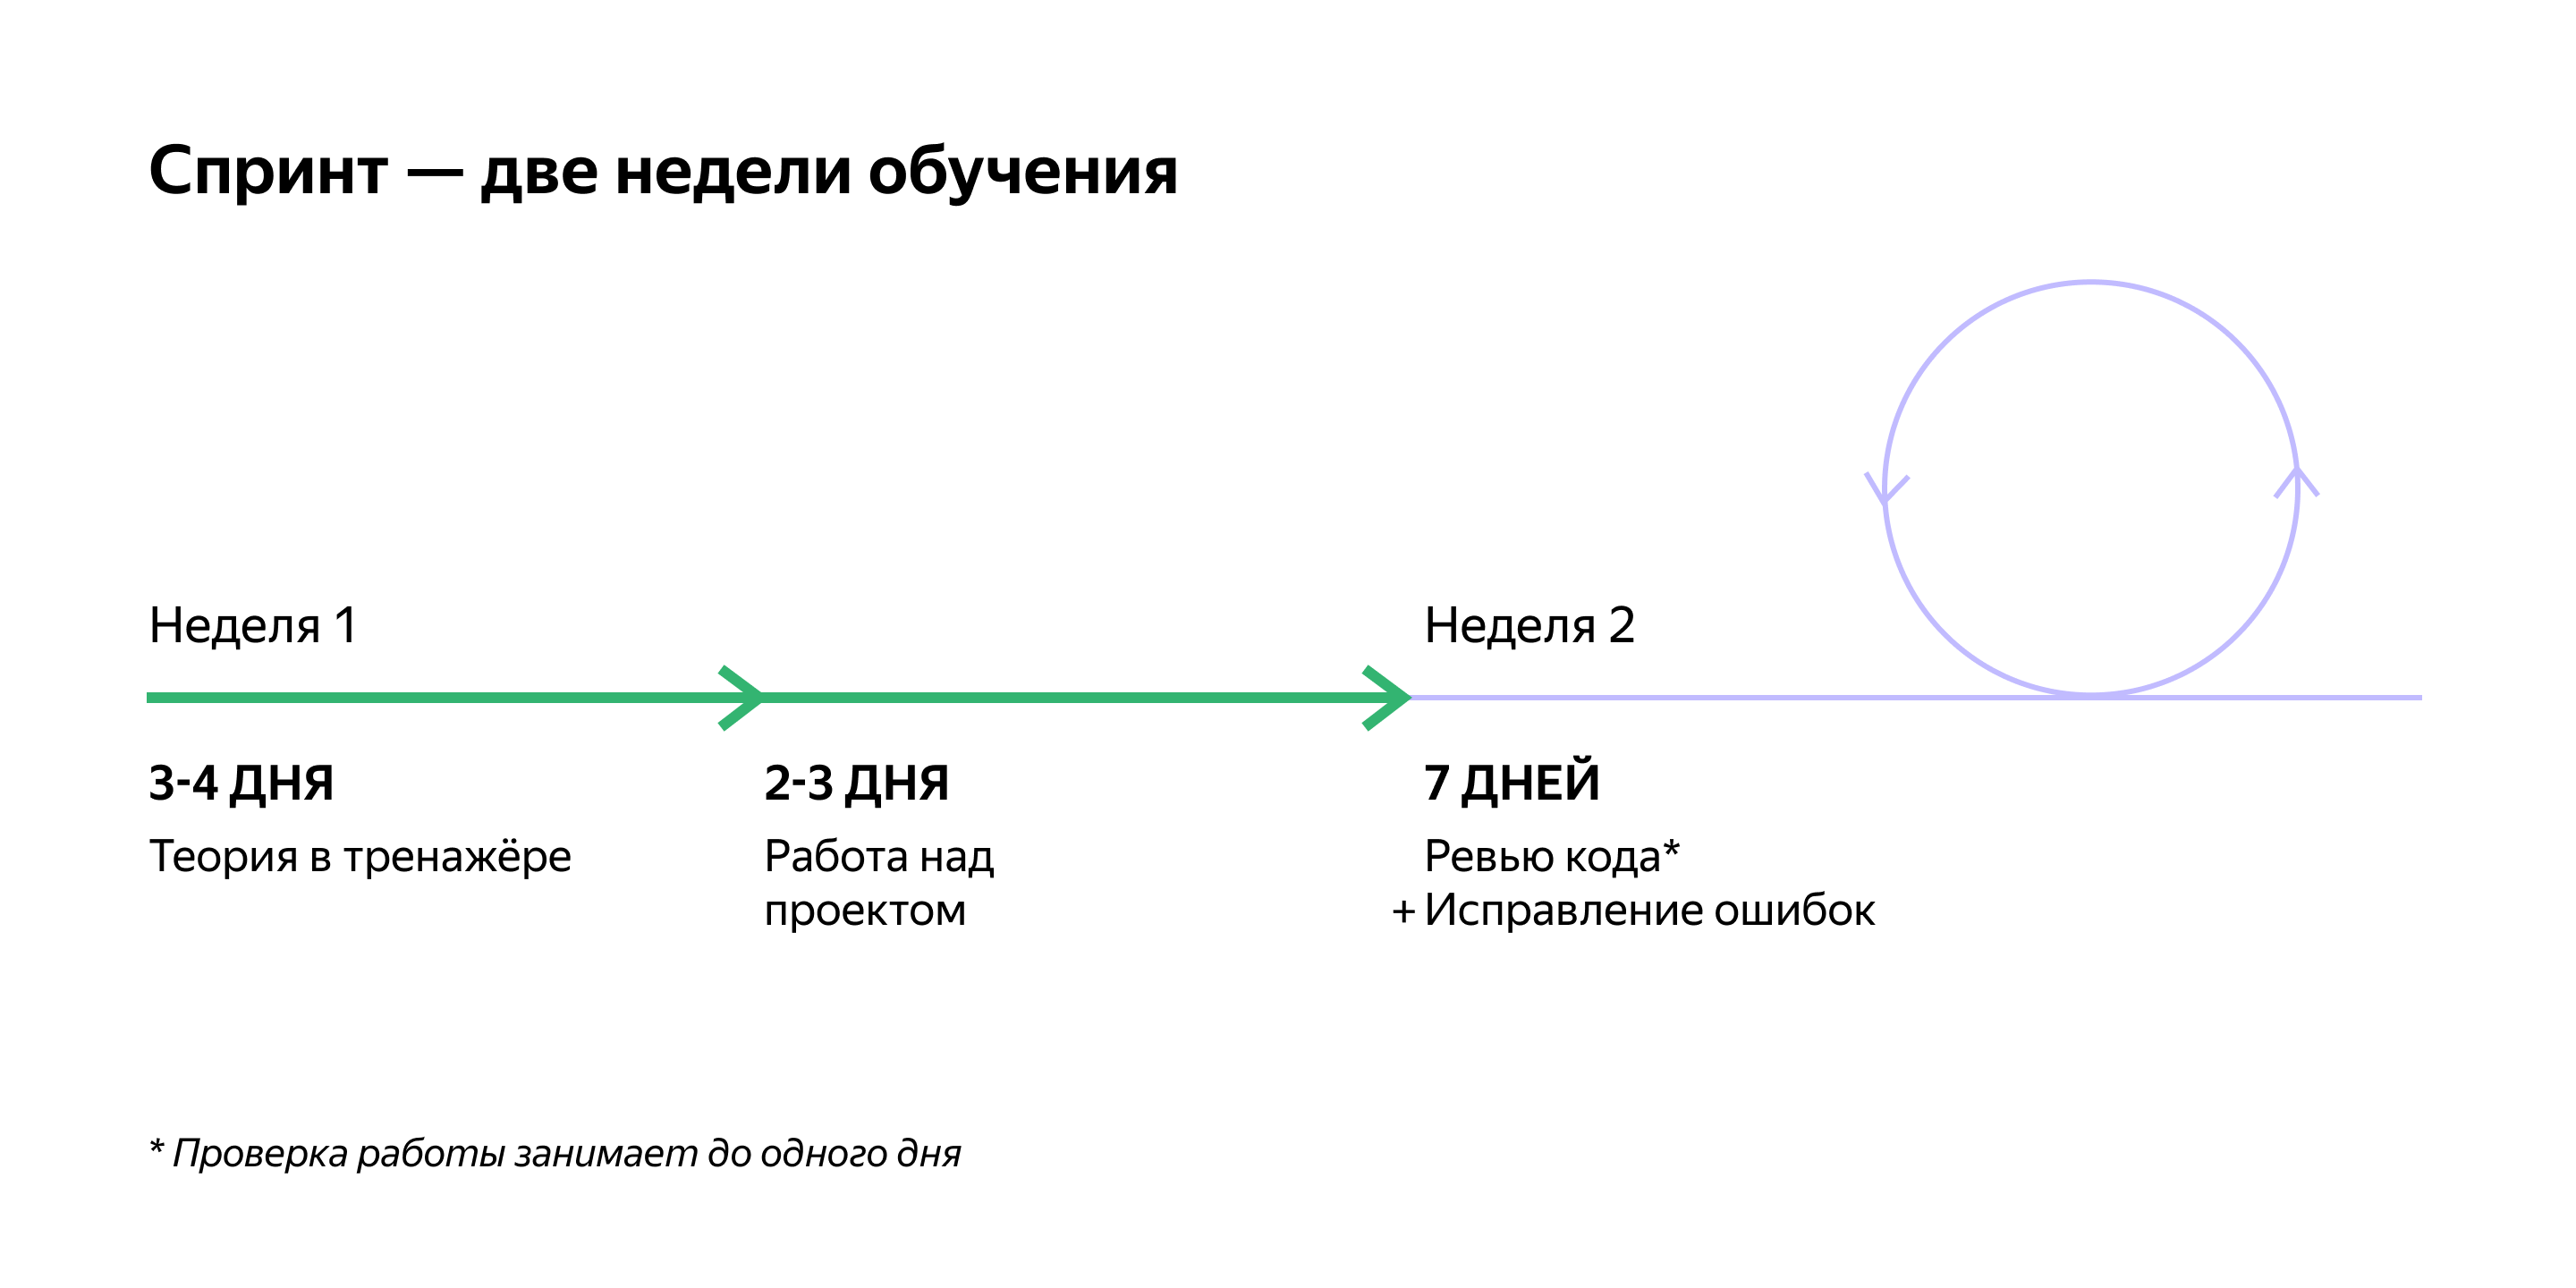 Спринт — две недели обучения
Неделя 1
Неделя 2
3-4 ДНЯ
Теория в тренажёре
2-3 ДНЯ
Работа над
проектом
7 ДНЕЙ
Ревью кода*
+ Исправление ошибок
* Проверка работы занимает до одного дня